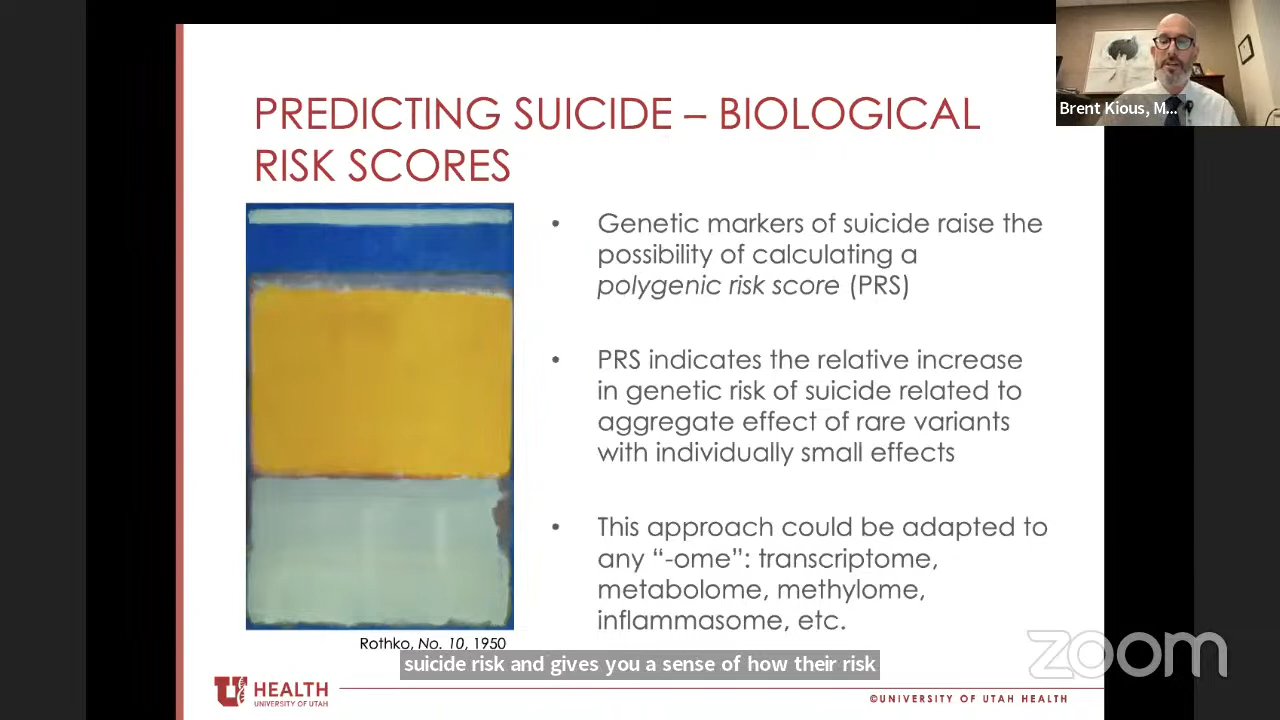 Brent Kious, M...
PREDICTING SUICIDE – BIOLOGICAL
RISK SCORES
• Genetic markers of suicide raise the
possibility of calculating a
polygenic risk score (PRS)
• PRS indicates the relative increase
in genetic risk of suicide related to
aggregate effect of rare variants
with individually small effects
• This approach could be adapted to
any “-ome”: transcriptome,
metabolome, methylome,
inflammasome, etc.
Rothko, No. 10, 1950
suicide risk and gives you a sense of how their risk
zoom
U HEALTH
UNIVERSITY OF UTAH
©UNIVERSITY OF UTAH HEALTH